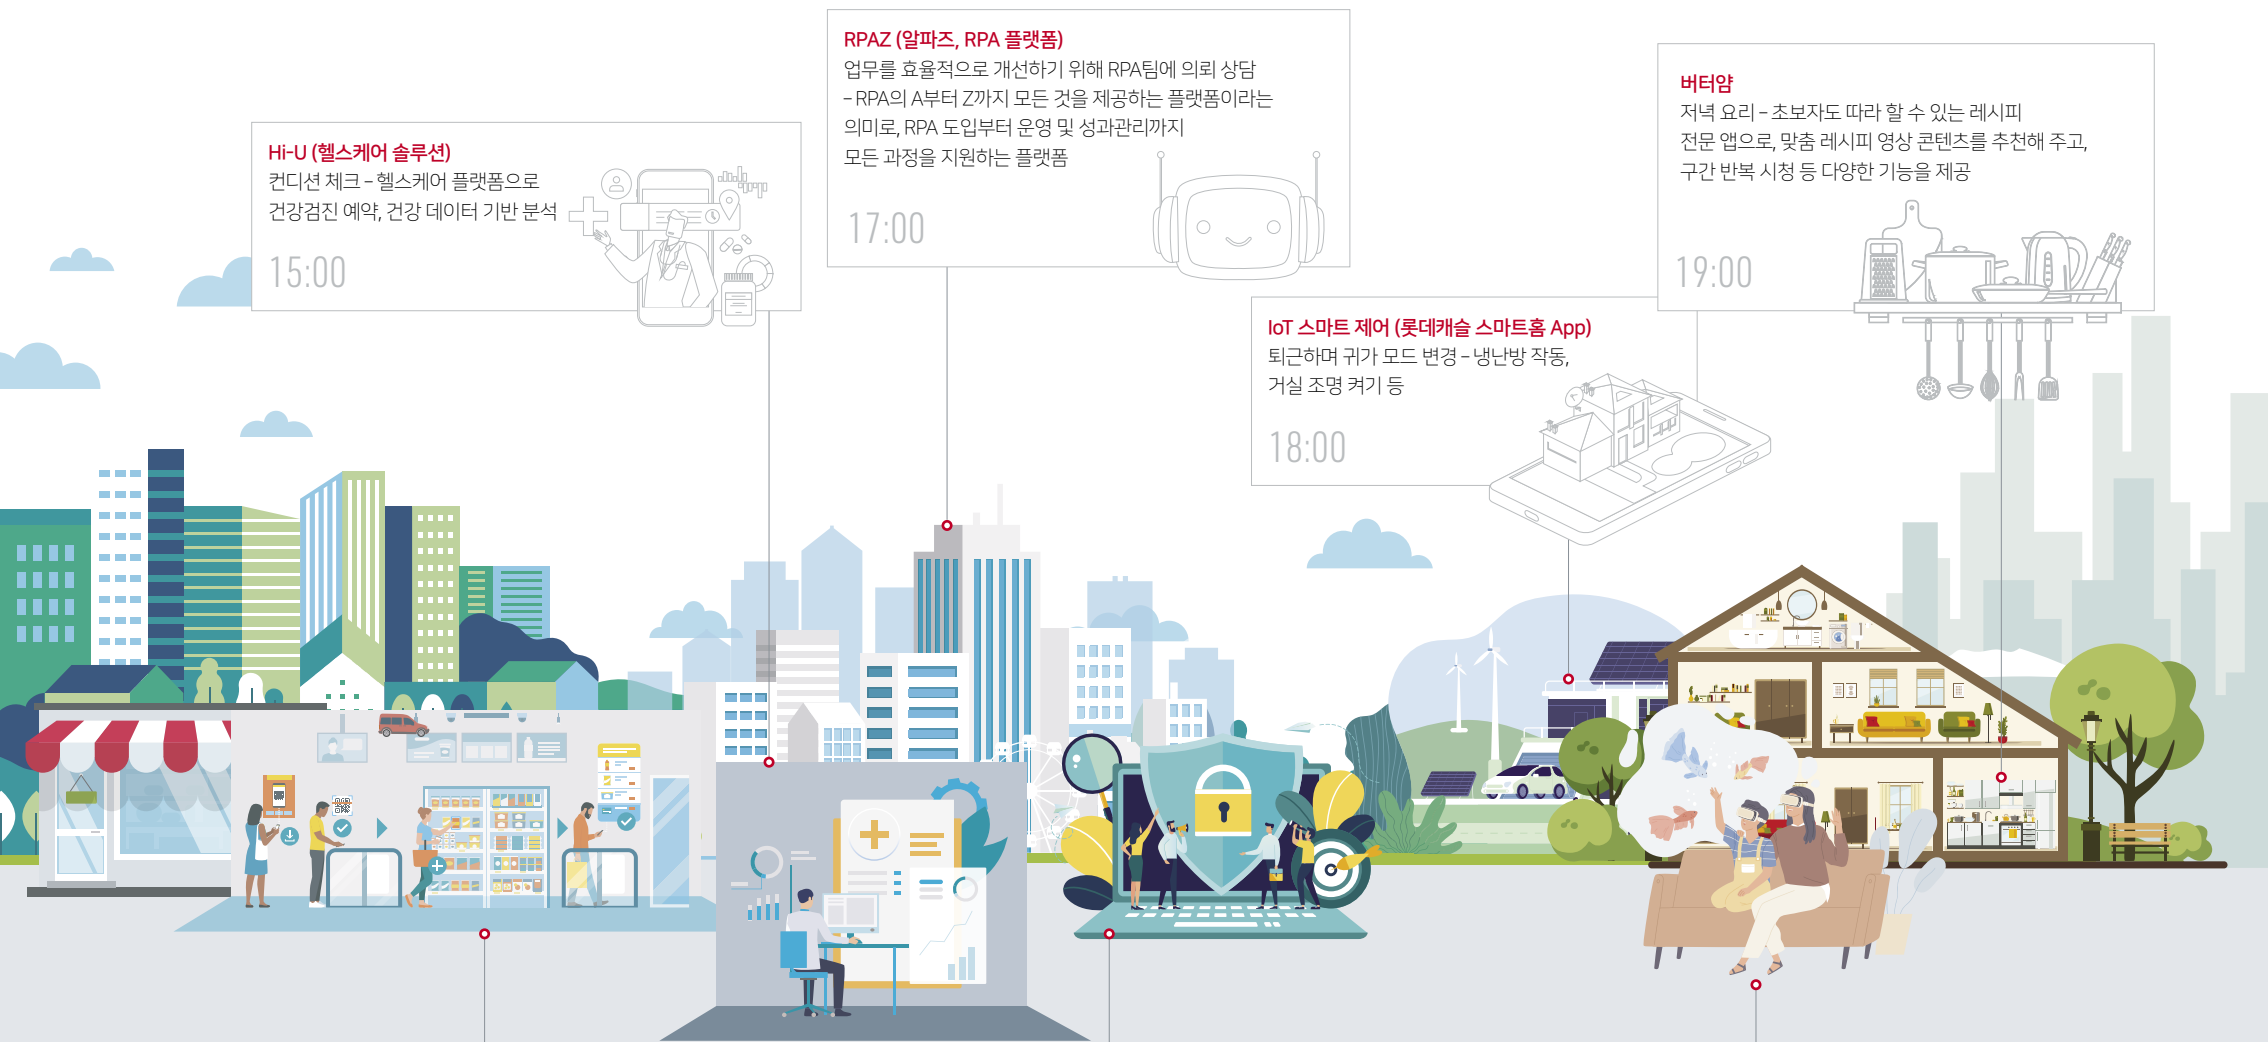 Hi-U (헬스케어 솔루션)
컨디션 체크 – 헬스케어 플랫폼으로
건강검진 예약, 건강 데이터 기반 분석
15:00
RPAZ (알파즈, RPA 플랫폼)
업무를 효율적으로 개선하기 위해 RPA팀에 의뢰 상담
– RPA의 A부터 Z까지 모든 것을 제공하는 플랫폼이라는
의미로, RPA 도입부터 운영 및 성과관리까지
모든 과정을 지원하는 플랫폼
17:00
IoT 스마트 제어 (롯데캐슬 스마트홈 App)
퇴근하며 귀가 모드 변경 – 냉난방 작동,
거실 조명 켜기 등
18:00
버터얌
저녁 요리 – 초보자도 따라 할 수 있는 레시피
전문 앱으로, 맞춤 레시피 영상 콘텐츠를 추천해 주고,
구간 반복 시청 등 다양한 기능을 제공
19:00